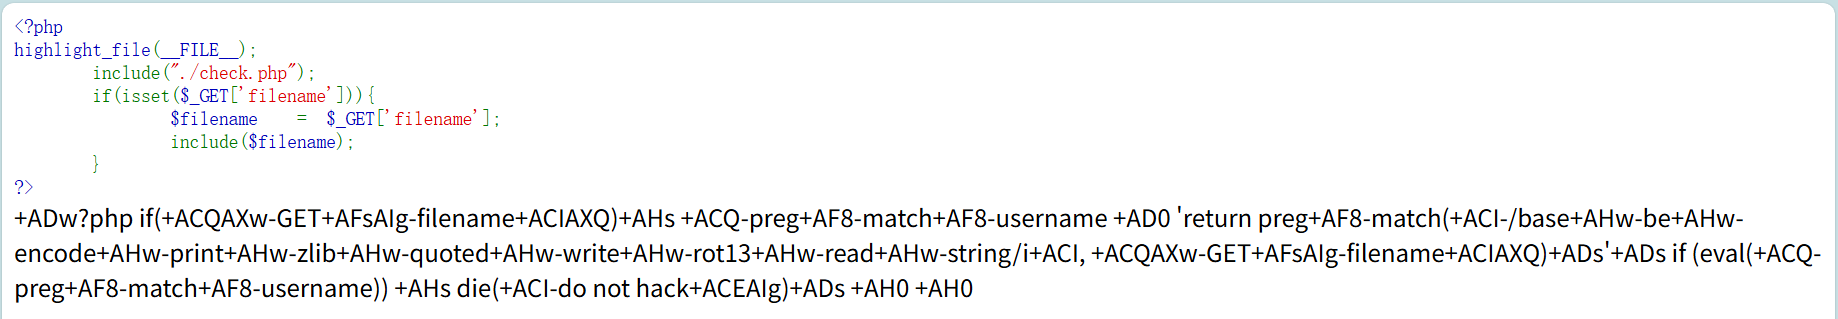 <?php
highlight_file(__FILE__);
        include("./check.php");
        if(isset($_GET['filename'])){
                $filename    =  $_GET['filename'];
                include($filename);
        }
?>
+ADw?php if(+ACQAXw-GET+AFsAIg-filename+ACIAXQ)+AHs +ACQ-preg+AF8-match+AF8-username +AD0 'return preg+AF8-match(+ACI-/base+AHw-be+AHw-
encode+AHw-print+AHw-zlib+AHw-quoted+AHw-write+AHw-rot13+AHw-read+AHw-string/i+ACI, +ACQAXw-GET+AFsAIg-filename+ACIAXQ)+ADs'+ADs if (eval(+ACQ-
preg+AF8-match+AF8-username)) +AHs die(+ACI-do not hack+ACEAIg)+ADs +AH0 +AH0